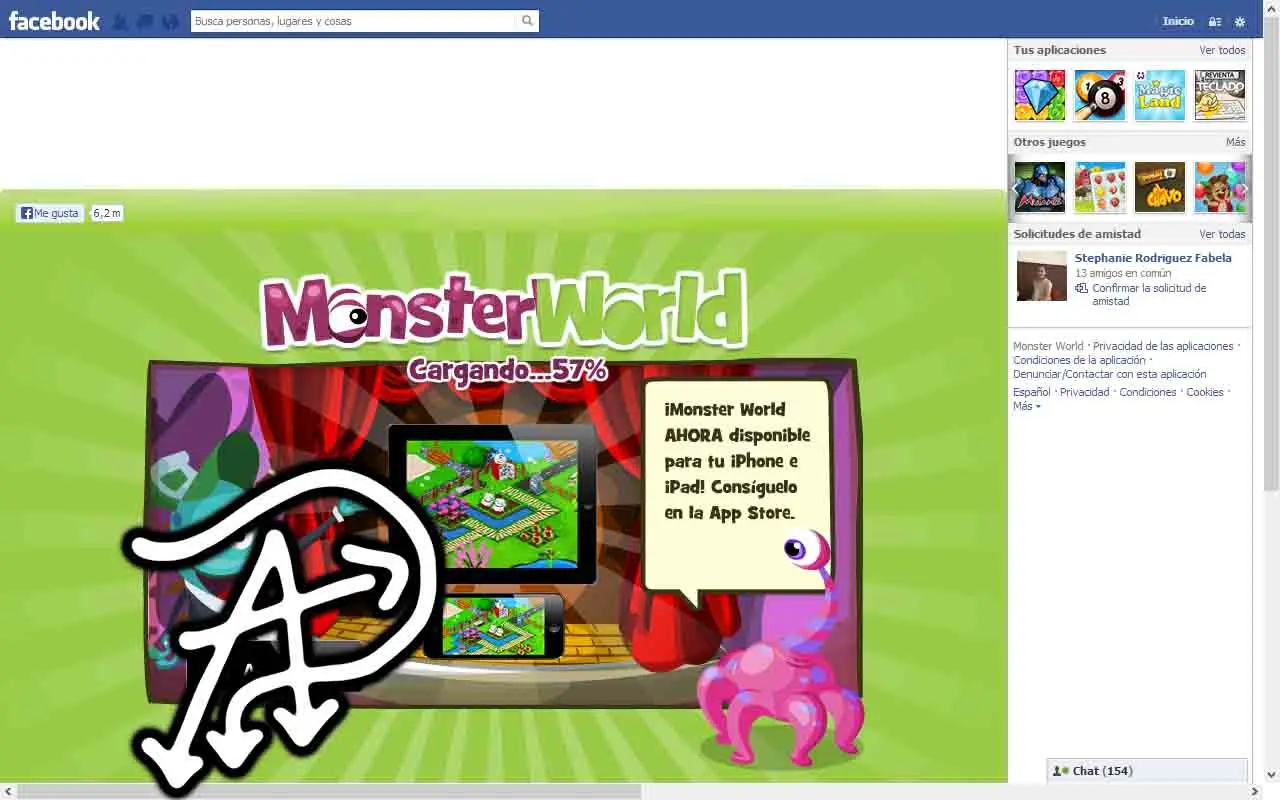 facebook
Busca personas, lugares y cosas
Inicio
Tus aplicaciones
Ver todos
Magic Land
REVIENTA TECLADO
Otros juegos
Más
Me gusta
6,2 m
Solicitudes de amistad
Ver todas
Stephanie Rodriguez Fabela
13 amigos en común
Confirmar la solicitud de
amistad
MonsterWorld
Cargando...57%
Monster World · Privacidad de las aplicaciones ·
Condiciones de la aplicación ·
Denunciar/Contactar con esta aplicación
Español · Privacidad · Condiciones · Cookies ·
Más
¡Monster World
AHORA disponible
para tu iPhone e
iPad! Consíguelo
en la App Store.
Chat (154)